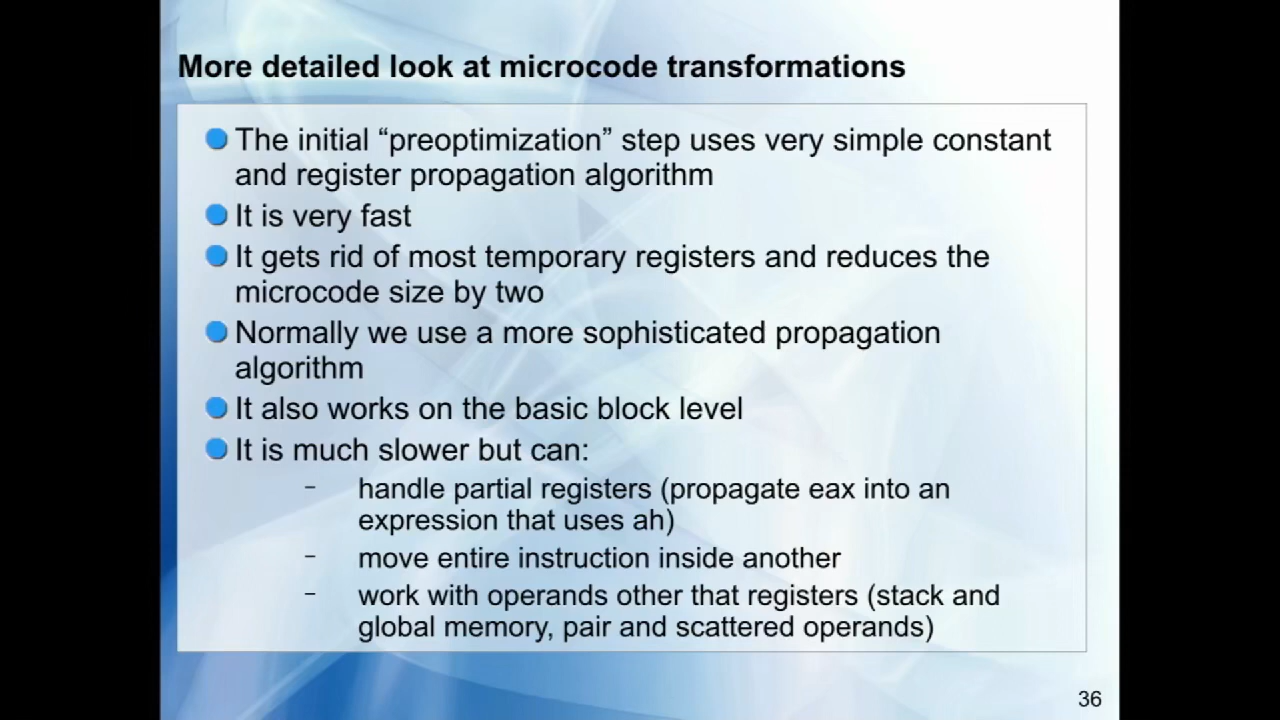 More detailed look at microcode transformations
The initial “preoptimization” step uses very simple constant
and register propagation algorithm
It is very fast
It gets rid of most temporary registers and reduces the
microcode size by two
Normally we use a more sophisticated propagation
algorithm
It also works on the basic block level
It is much slower but can:
– handle partial registers (propagate eax into an
expression that uses ah)
– move entire instruction inside another
– work with operands other that registers (stack and
global memory, pair and scattered operands)
36